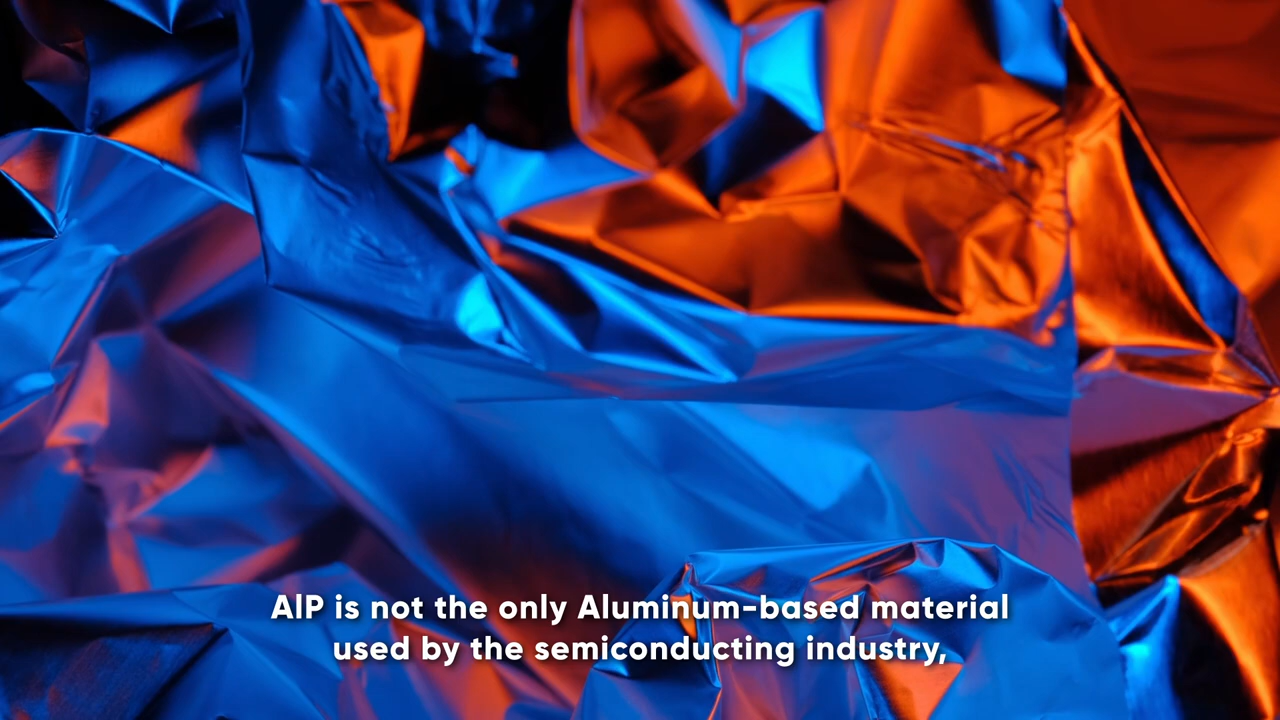 AlP is not the only Aluminum-based material
used by the semiconducting industry,